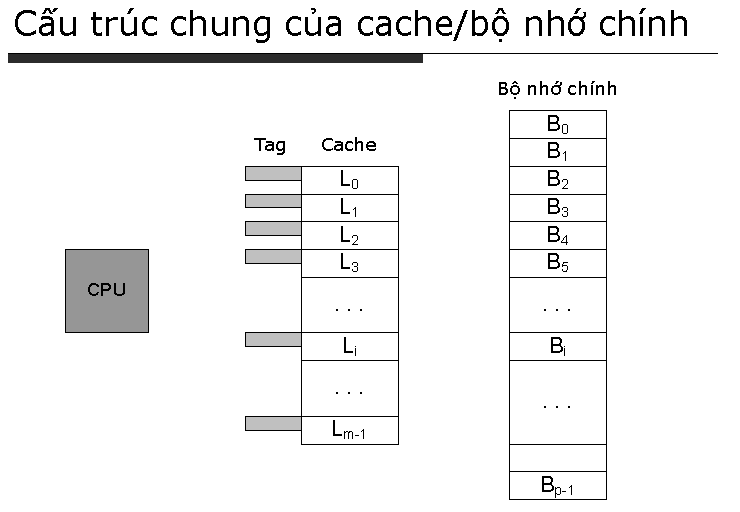 Cấu trúc chung của cache/bộ nhớ chính
Bộ nhớ chính
Tag Cache
CPU
L0
L1
L2
L3
. . .
Li
. . .
Lm-1
B0
B1
B2
B3
B4
B5
. . .
Bi
. . .
Bp-1